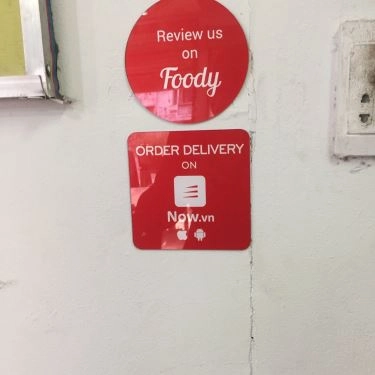 Review us
on
Foody
ORDER DELIVERY
ON
Now.vn